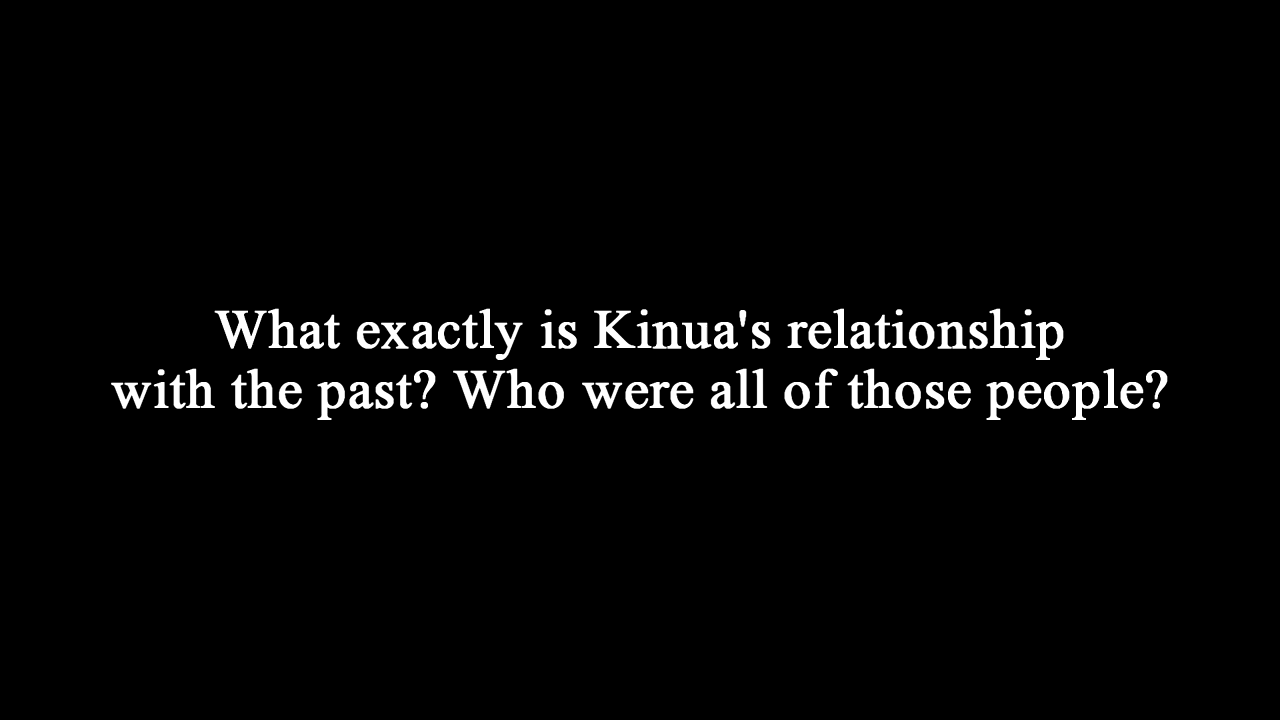 What exactly is Kinua's relationship
with the past? Who were all of those people?